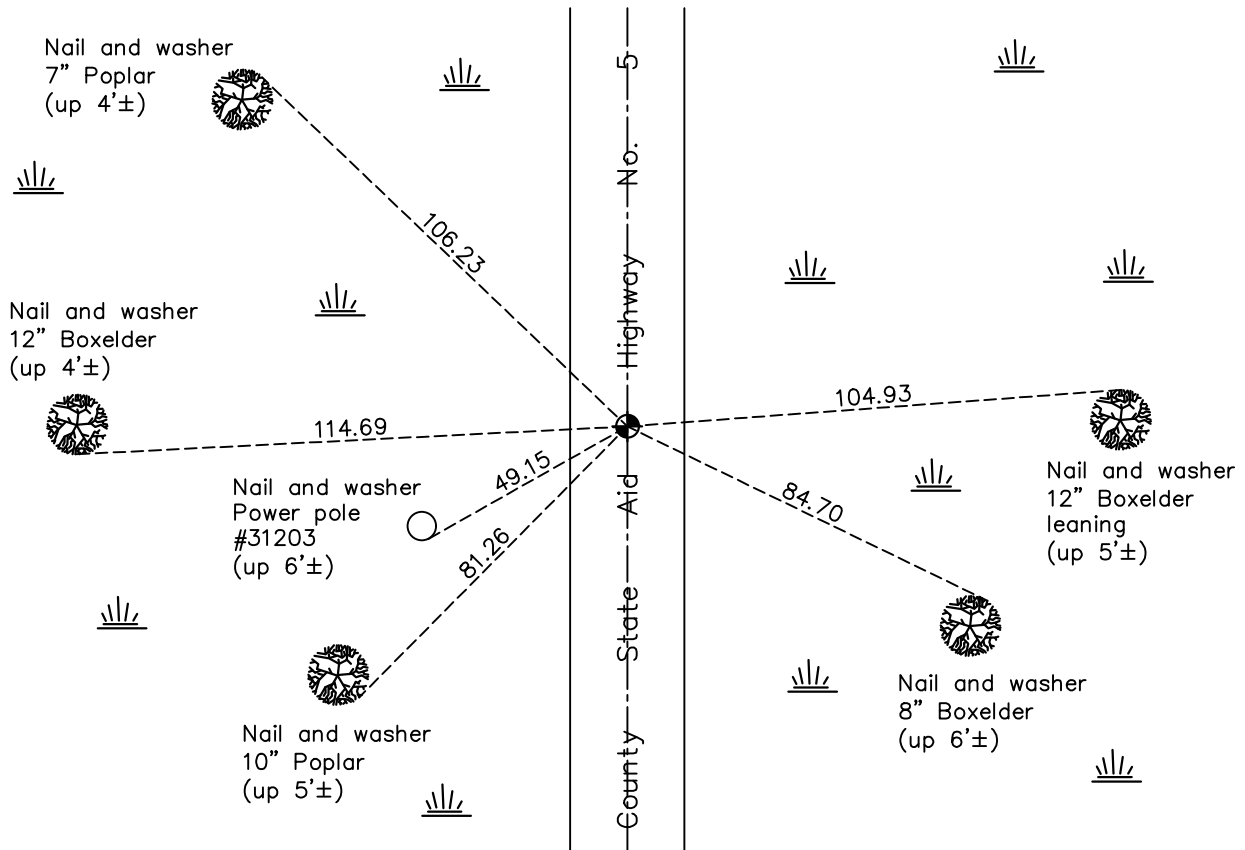 Nail and washer
7” Poplar
(up 4'±)
106.23
Nail and washer
12” Boxelder
(up 4'±)
114.69
Nail and washer
Power pole
#31203
(up 6'±)
49.15
81.26
Nail and washer
10” Poplar
(up 5'±)
County State Aid Highway No. 5
104.93
Nail and washer
12” Boxelder
leaning
(up 5'±)
84.70
Nail and washer
8” Boxelder
(up 6'±)